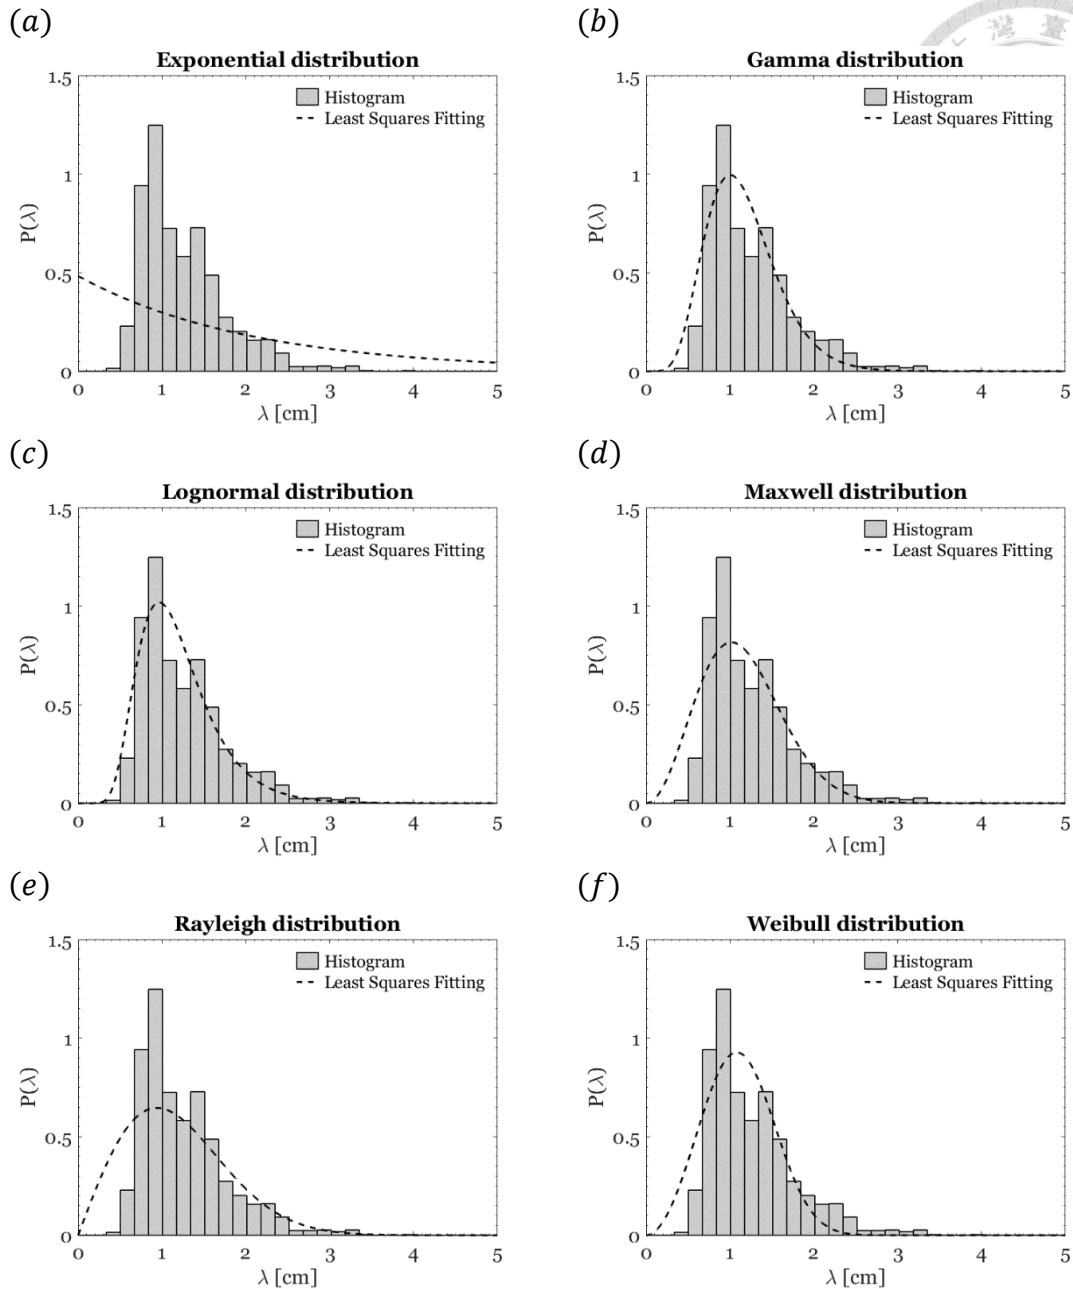 (a)
Exponential distribution
1.5
1
0.5
0
P(λ)
Histogram
Least Squares Fitting
0 1 2 3 4 5
λ [cm]
(b)
灣 臺
Gamma distribution
1.5
1
0.5
0
P(λ)
Histogram
Least Squares Fitting
0 1 2 3 4 5
λ [cm]
(c)
Lognormal distribution
1.5
1
0.5
0
P(λ)
Histogram
Least Squares Fitting
0 1 2 3 4 5
λ [cm]
(d)
Maxwell distribution
1.5
1
0.5
0
P(λ)
Histogram
Least Squares Fitting
0 1 2 3 4 5
λ [cm]
(e)
Rayleigh distribution
1.5
1
0.5
0
P(λ)
Histogram
Least Squares Fitting
0 1 2 3 4 5
λ [cm]
(f)
Weibull distribution
1.5
1
0.5
0
P(λ)
Histogram
Least Squares Fitting
0 1 2 3 4 5
λ [cm]